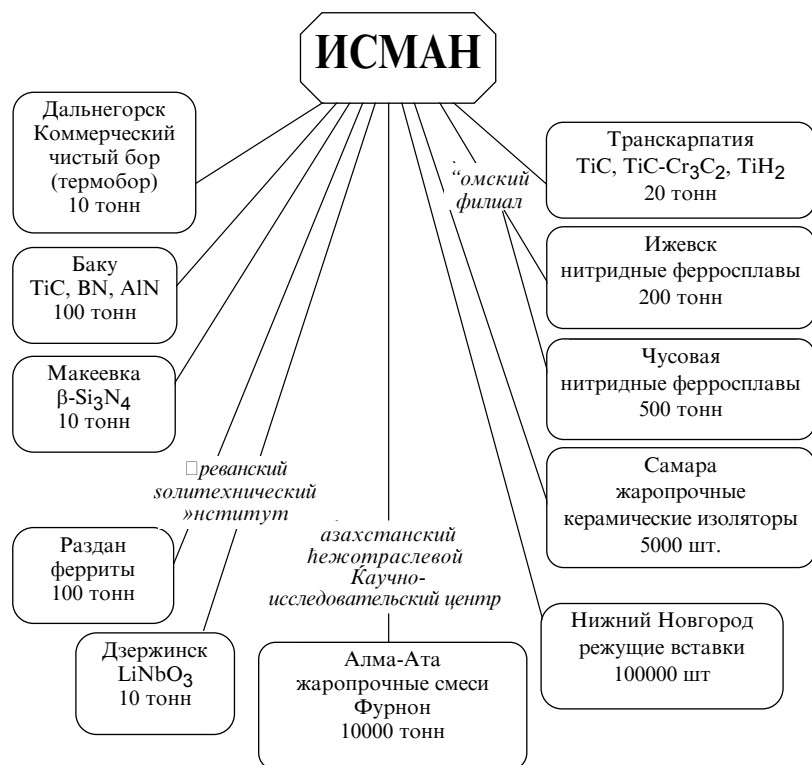 ИСМАН
Дальнегорск
Коммерческий
чистый бор
(термобор)
10 тонн
Баку
TiC, BN, AlN
100 тонн
Макеевка
β-Si3N4
10 тонн
Раздан
ферриты
100 тонн
Дзержинск
LiNbO3
10 тонн
□реванский
sолитехнический
»нститут
азахстанский
ћежотраслевой
Ќаучно-
исследовательский центр
Алма-Ата
жаропрочные смеси
Фурнон
10000 тонн
“омский
филиал
Транскарпатия
TiC, TiC-Cr3C2, TiH2
20 тонн
Ижевск
нитридные ферросплавы
200 тонн
Чусовая
нитридные ферросплавы
500 тонн
Самара
жаропрочные
керамические изоляторы
5000 шт.
Нижний Новгород
режущие вставки
100000 шт